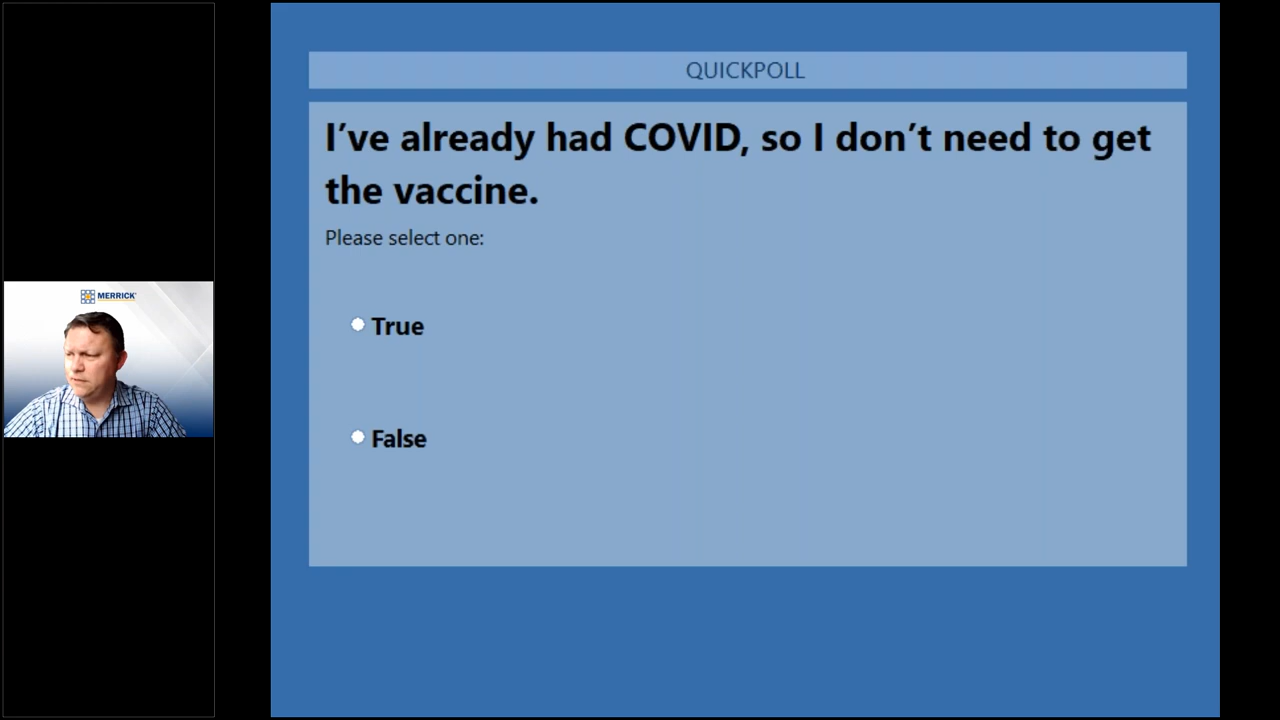 QUICKPOLL
I’ve already had COVID, so I don’t need to get
the vaccine.
Please select one:
MERRICK
True
False